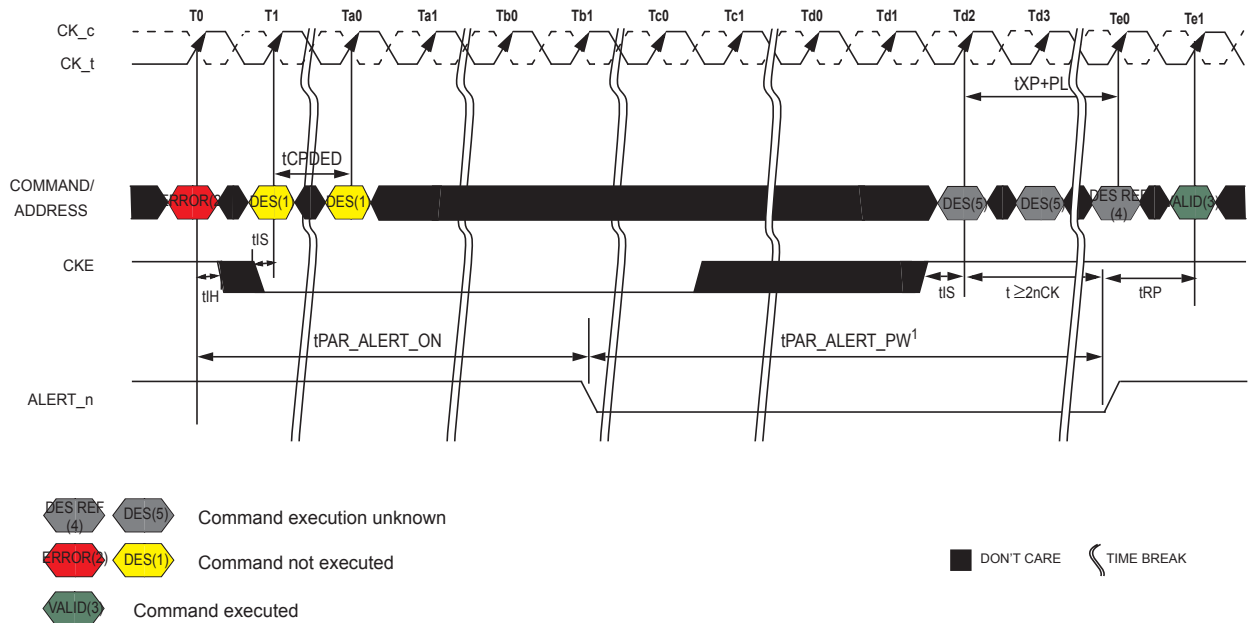 T0 T1 Ta0 Ta1 Tb0 Tb1 Tc0 Tc1 Td0 Td1 Td2 Td3 Te0 Te1
CK_c
CK_t
tXP+PL
tCPDED
COMMAND/
ADDRESS
ERROR(2 DES(1 DES(1 DES(5) DES(5) DES REF
(4) ALID(3)
tIS
CKE
tIH
tIS t ≥2nCK tRP
tPAR_ALERT_ON tPAR_ALERT_PW1
ALERT_n
DES REF
(4) DES(5) Command execution unknown
ERROR(2) DES(1) Command not executed
DON'T CARE TIME BREAK
VALID(3) Command executed